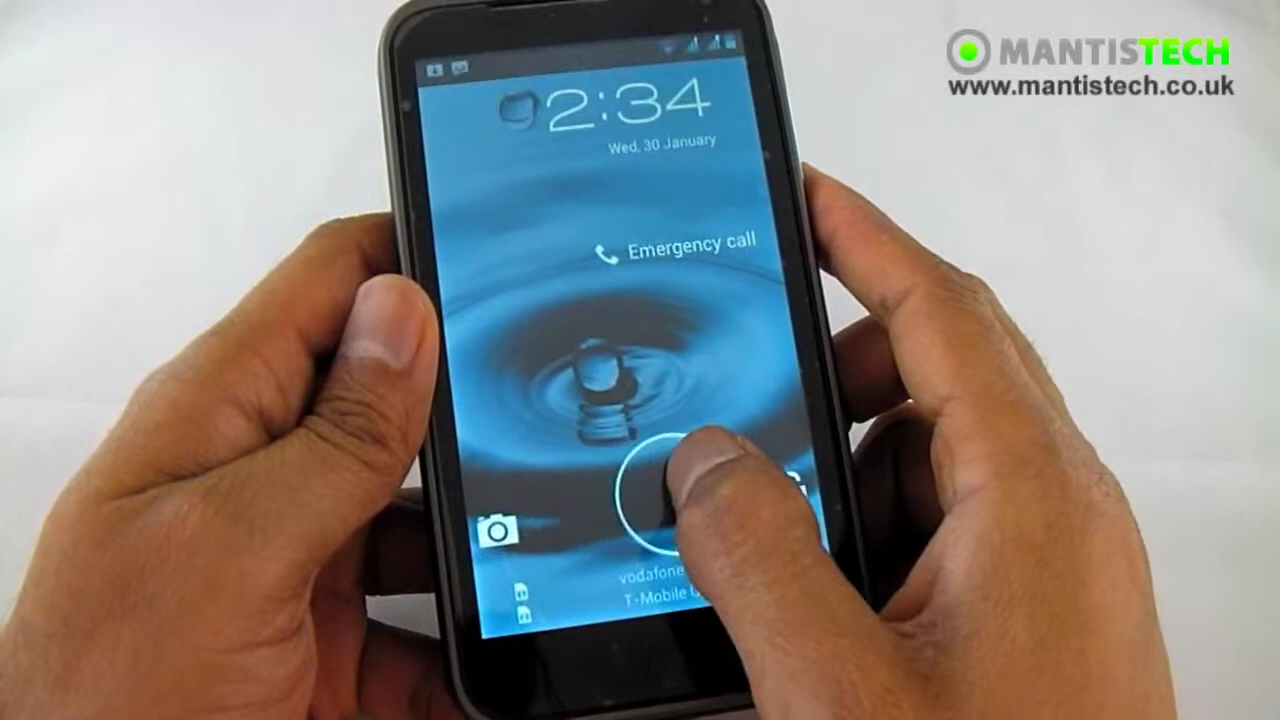 MANTISTECH
www.mantistech.co.uk
2:34
Wed, 30 January
Emergency call
vodafone
T-Mobile